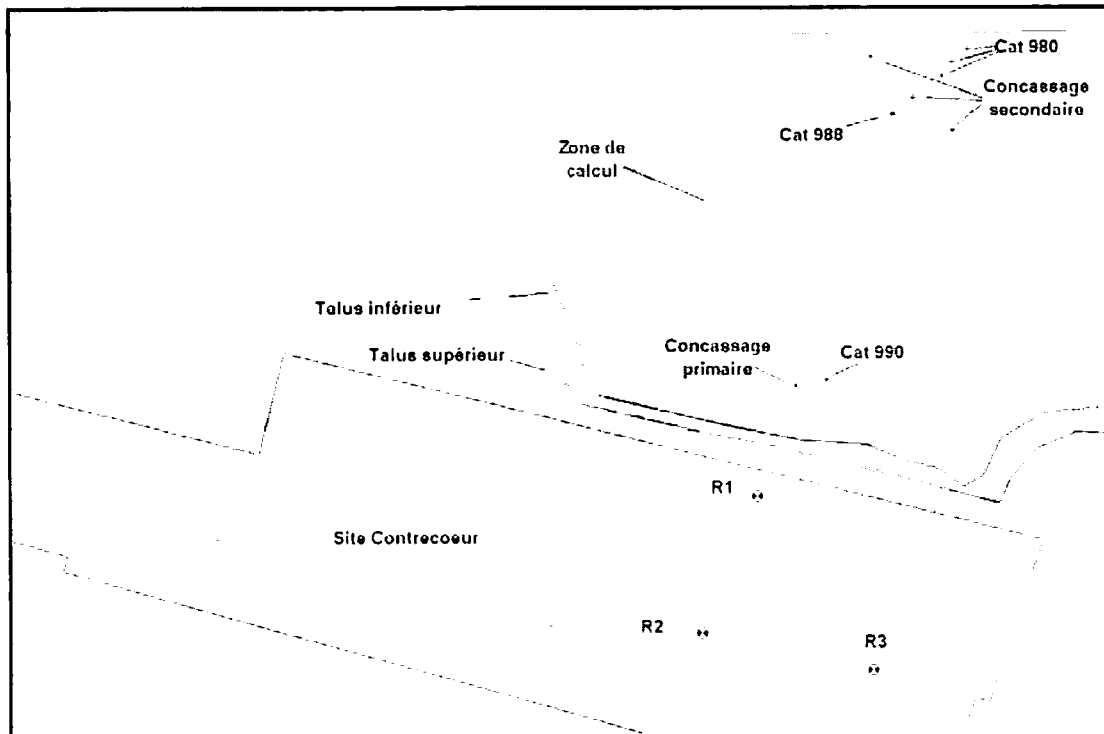 Cat 980
Concassage
secondaire
Cat 988
Zone de
calcul
Talus inférieur
Talus supérieur
Concassage
primaire
Cat 990
R1
Site Contrecoeur
R2
R3